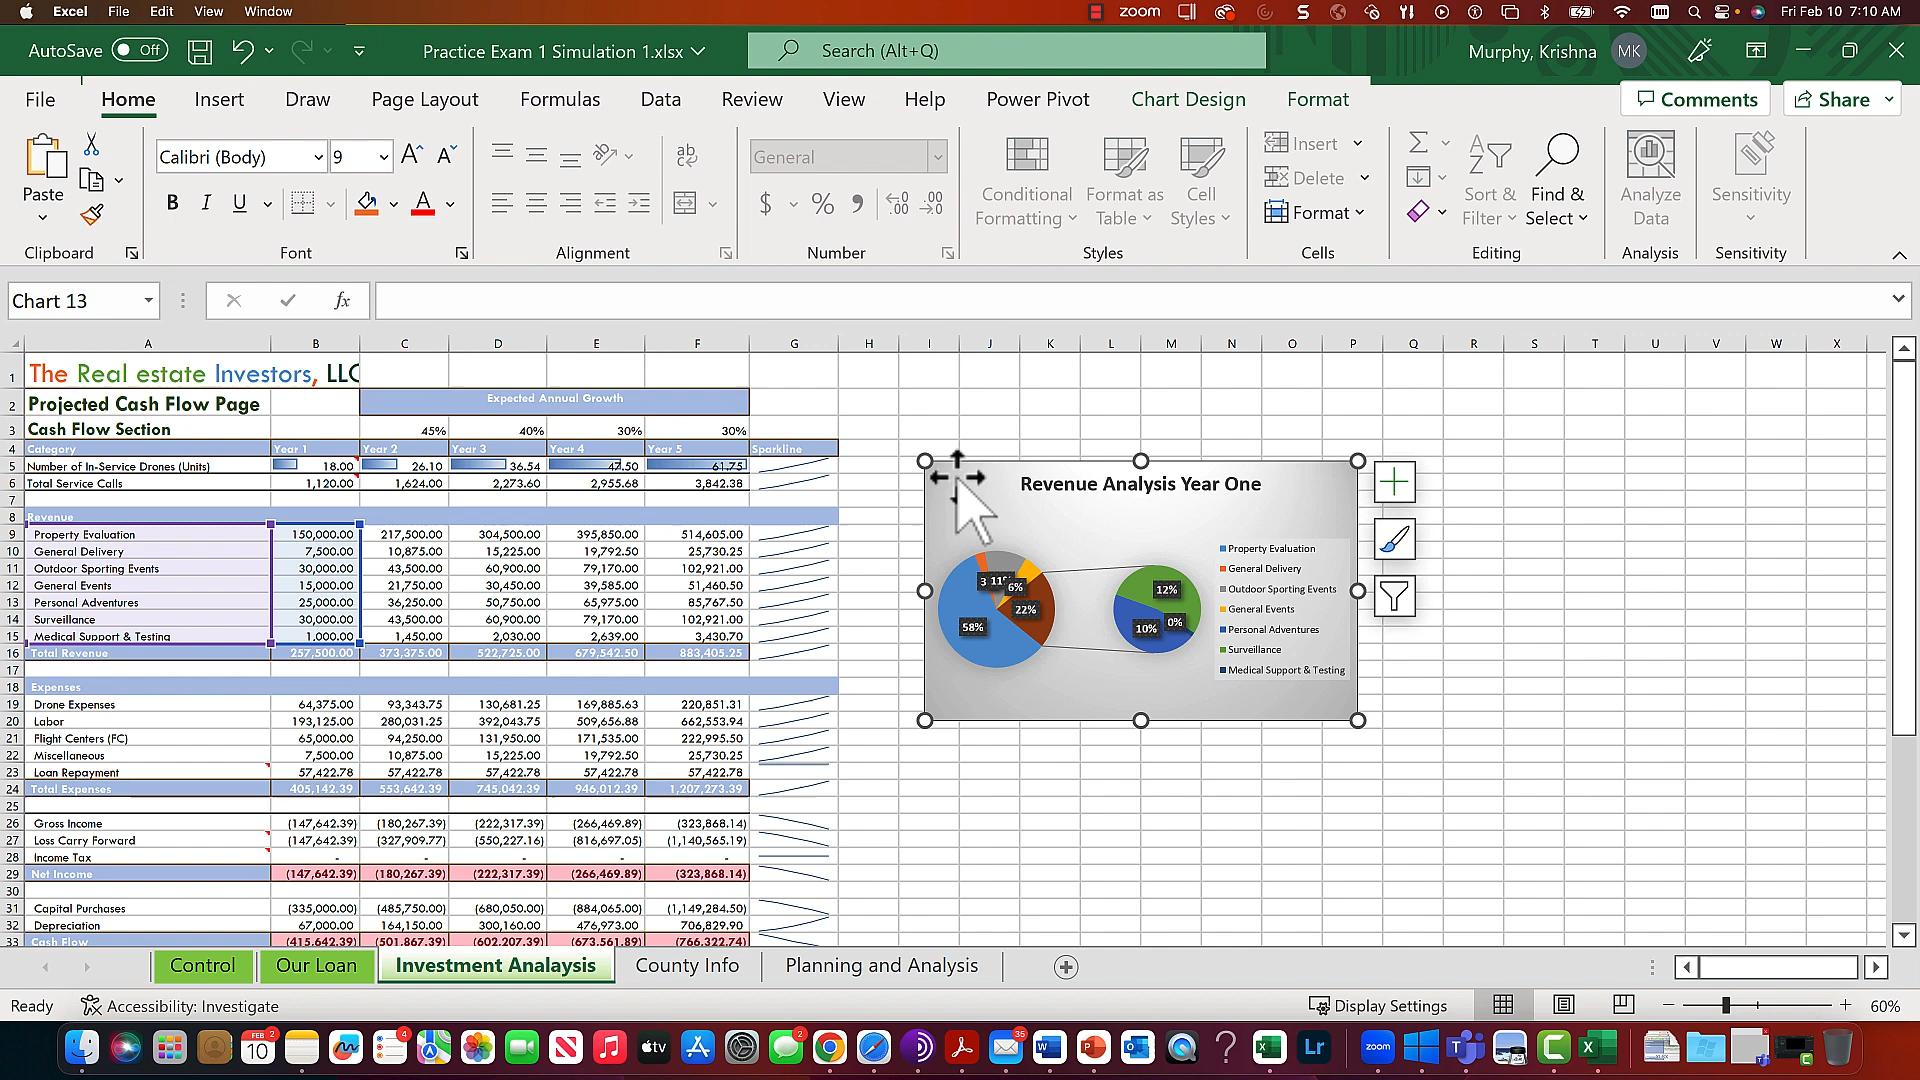 Excel File Edit View Window zoom Fri Feb 10 7:10 AM
AutoSave Off Practice Exam 1 Simulation 1.xlsx Search (Alt+Q) Murphy, Krishna MK
File Home Insert Draw Page Layout Formulas Data Review View Help Power Pivot Chart Design Format Comments Share
Paste Calibri (Body) 9 General Conditional Formatting Format as Table Cell Styles Insert Delete Format Sort & Filter Find & Select Analyze Data Sensitivity
Clipboard Font Alignment Number Styles Cells Editing Analysis Sensitivity
Chart 13 fx
A B C D E F G H I J K L M N O P Q R S T U V W X
1 The Real estate Investors, LLC
2 Projected Cash Flow Page Expected Annual Growth
3 Cash Flow Section 45% 40% 30% 30%
4 Category Year 1 Year 2 Year 3 Year 4 Year 5 Sparkline
5 Number of In-Service Drones (Units) 18.00 26.10 36.54 47.50 61.75
6 Total Service Calls 1,120.00 1,624.00 2,273.60 2,955.68 3,842.38
7
8 Revenue
9 Property Evaluation 150,000.00 217,500.00 304,500.00 395,850.00 514,605.00
10 General Delivery 7,500.00 10,875.00 15,225.00 19,792.50 25,730.25
11 Outdoor Sporting Events 30,000.00 43,500.00 60,900.00 79,170.00 102,921.00
12 General Events 15,000.00 21,750.00 30,450.00 39,585.00 51,460.50
13 Personal Adventures 25,000.00 36,250.00 50,750.00 65,975.00 85,767.50
14 Surveillance 30,000.00 43,500.00 60,900.00 79,170.00 102,921.00
15 Medical Support & Testing 1,000.00 1,450.00 2,030.00 2,639.00 3,430.70
16 Total Revenue 257,500.00 373,375.00 522,725.00 679,542.50 883,405.25
17
18 Expenses
19 Drone Expenses 64,375.00 93,343.75 130,681.25 169,885.63 220,851.31
20 Labor 193,125.00 280,031.25 392,043.75 509,656.88 662,553.94
21 Flight Centers (FC) 65,000.00 94,250.00 131,950.00 171,535.00 222,995.50
22 Miscellaneous 7,500.00 10,875.00 15,225.00 19,792.50 25,730.25
23 Loan Repayment 57,422.78 57,422.78 57,422.78 57,422.78 57,422.78
24 Total Expenses 405,142.39 553,642.39 745,042.39 946,012.39 1,207,273.39
25
26 Gross Income (147,642.39) (180,267.39) (222,317.39) (266,469.89) (323,868.14)
27 Loss Carry Forward (147,642.39) (327,909.77) (550,227.16) (816,697.05) (1,140,565.19)
28 Income Tax - - - - -
29 Net Income (147,642.39) (180,267.39) (222,317.39) (266,469.89) (323,868.14)
30
31 Capital Purchases (335,000.00) (485,750.00) (680,050.00) (884,065.00) (1,149,284.50)
32 Depreciation 67,000.00 164,150.00 300,160.00 476,973.00 706,829.90
33 Cash Flow (415,642.39) (501,867.39) (602,207.39) (673,561.89) (766,322.74)
Revenue Analysis Year One
3 11% 6%
22%
58%
12%
10% 0%
Property Evaluation
General Delivery
Outdoor Sporting Events
General Events
Personal Adventures
Surveillance
Medical Support & Testing
Control Our Loan Investment Analaysis County Info Planning and Analysis
Ready Accessibility: Investigate Display Settings 60%
FEB 10 2 4 tv 2 35 zoom Lr